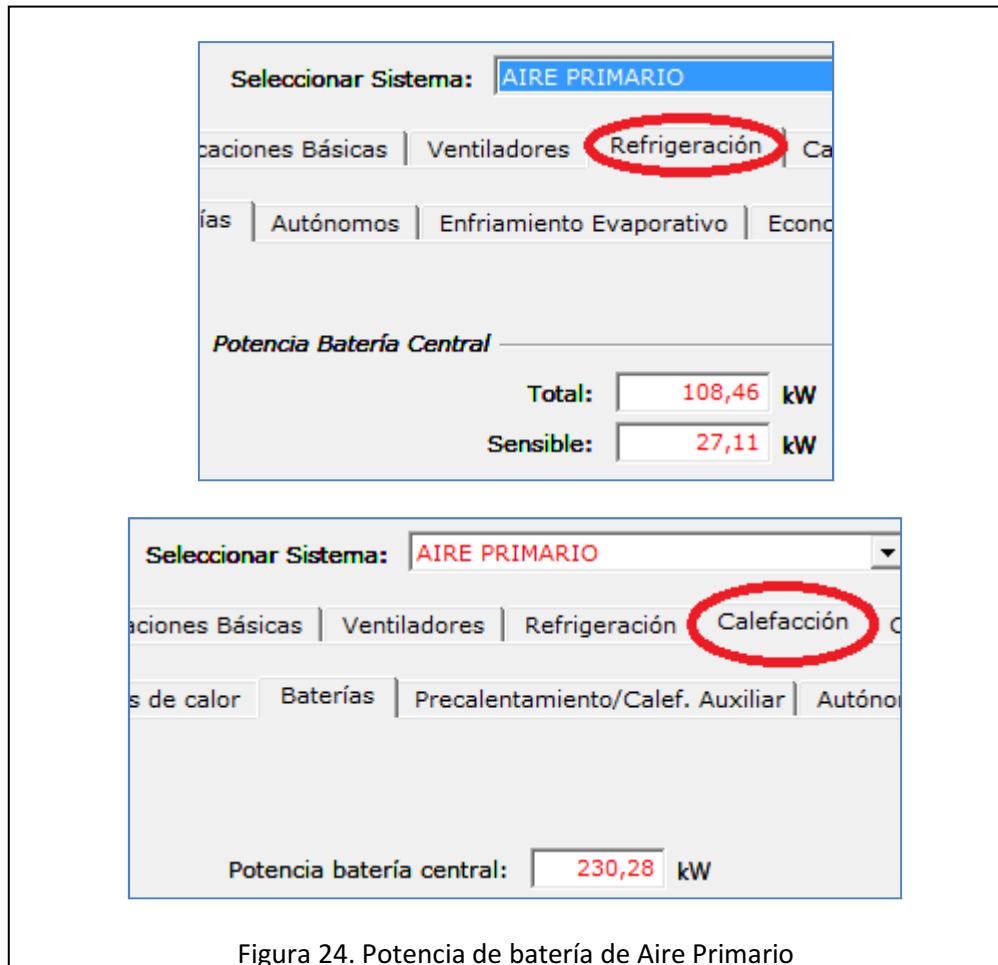 Seleccionar Sistema: AIRE PRIMARIO
caciones Básicas Ventiladores Refrigeración Ca
ías Autónomos Enfriamiento Evaporativo Econo
Potencia Batería Central
Total: 108,46 kW
Sensible: 27,11 kW
Seleccionar Sistema: AIRE PRIMARIO
aciones Básicas Ventiladores Refrigeración Calefacción C
s de calor Baterías Precalentamiento/Calef. Auxiliar Autóno
Potencia batería central: 230,28 kW
Figura 24. Potencia de batería de Aire Primario